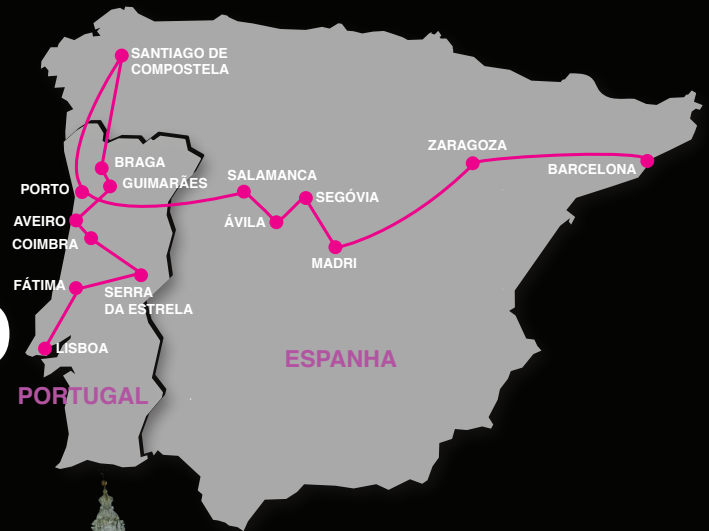 SANTIAGO DE
COMPOSTELA
ZARAGOZA
BRAGA
BARCELONA
SALAMANCA
GUIMARÃES
PORTO
SEGÓVIA
AVEIRO
ÁVILA
COIMBRA
MADRI
FÁTIMA
SERRA
DA ESTRELA
LISBOA
ESPANHA
PORTUGAL